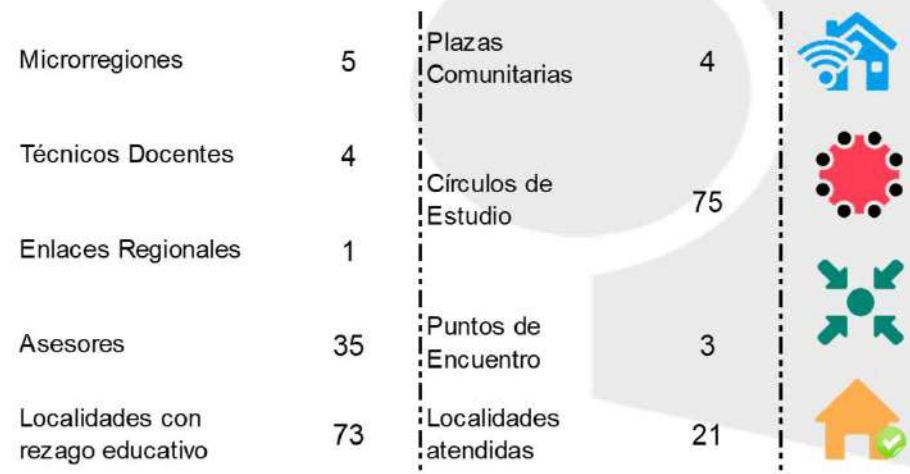 Microrregiones 5
Técnicos Docentes 4
Enlaces Regionales 1
Asesores 35
Localidades con
rezago educativo 73
Plazas
Comunitarias 4
Círculos de
Estudio 75
Puntos de
Encuentro 3
Localidades
atendidas 21